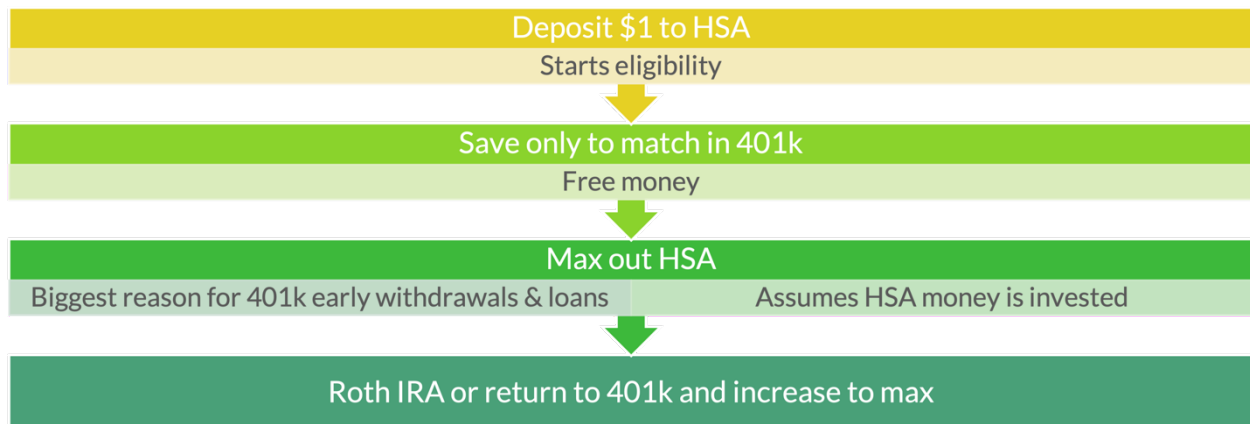 Deposit $1 to HSA
Starts eligibility
Save only to match in 401k
Free money
Max out HSA
Biggest reason for 401k early withdrawals & loans
Assumes HSA money is invested
Roth IRA or return to 401k and increase to max